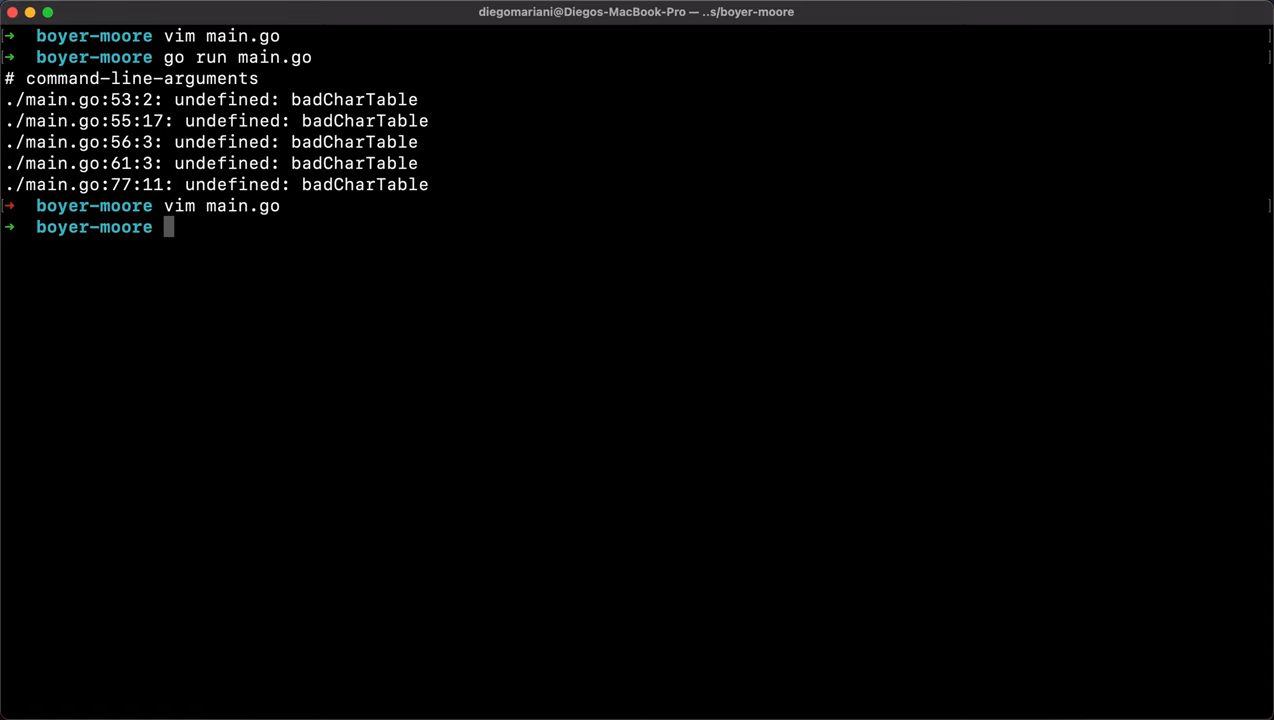 diegomariani@Diegos-MacBook-Pro — ..s/boyer-moore
[➜ boyer-moore vim main.go ]
[➜ boyer-moore go run main.go ]
# command-line-arguments
./main.go:53:2: undefined: badCharTable
./main.go:55:17: undefined: badCharTable
./main.go:56:3: undefined: badCharTable
./main.go:61:3: undefined: badCharTable
./main.go:77:11: undefined: badCharTable
[➜ boyer-moore vim main.go ]
➜ boyer-moore